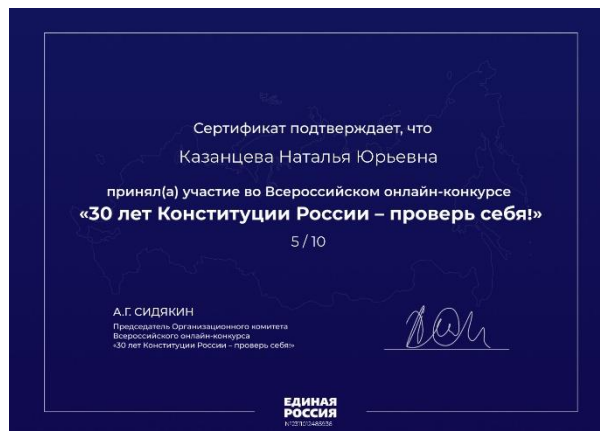 Сертификат подтверждает, что
Казанцева Наталья Юрьевна
принял(а) участие во Всероссийском онлайн-конкурсе
«30 лет Конституции России – проверь себя!»
5 / 10
А.Г. СИДЯКИН
Председатель Организационного комитета
Всероссийского онлайн-конкурса
«30 лет Конституции России – проверь себя!»
ЕДИНАЯ
РОССИЯ